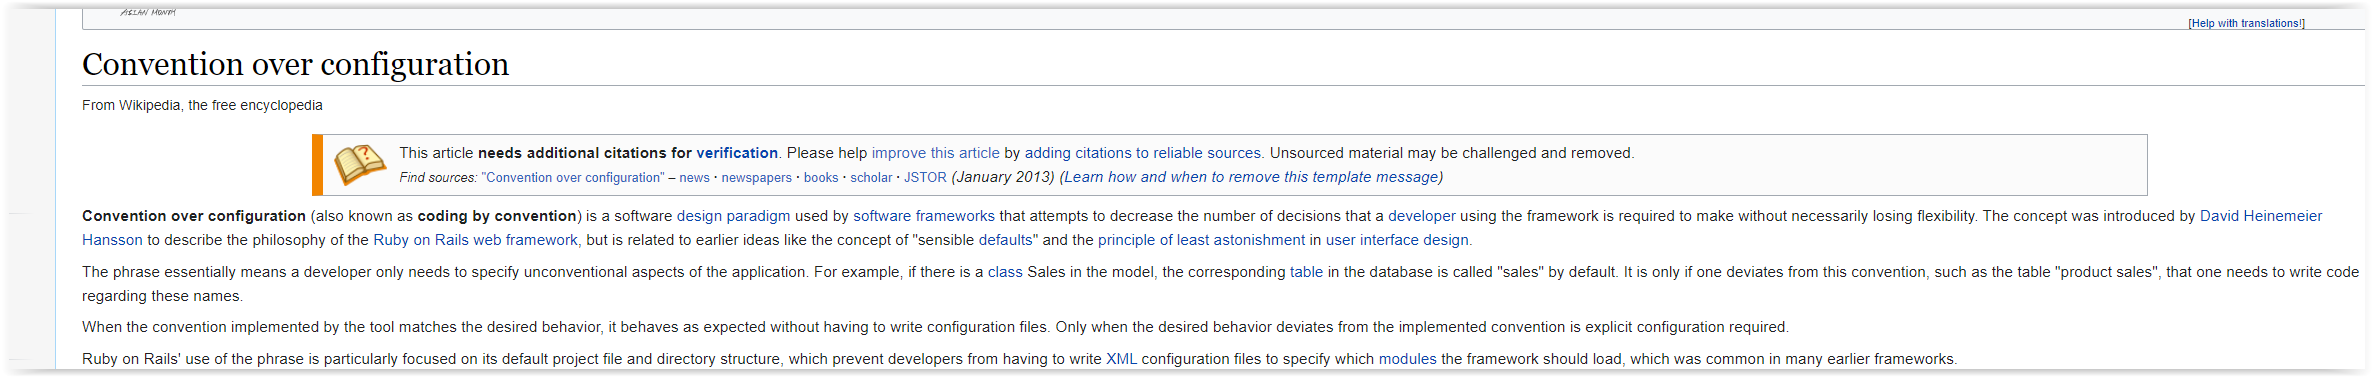 ASIAN MONTH
[Help with translations!]
Convention over configuration
From Wikipedia, the free encyclopedia
This article needs additional citations for verification. Please help improve this article by adding citations to reliable sources. Unsourced material may be challenged and removed.
Find sources: "Convention over configuration" – news · newspapers · books · scholar · JSTOR (January 2013) (Learn how and when to remove this template message)
Convention over configuration (also known as coding by convention) is a software design paradigm used by software frameworks that attempts to decrease the number of decisions that a developer using the framework is required to make without necessarily losing flexibility. The concept was introduced by David Heinemeier
Hansson to describe the philosophy of the Ruby on Rails web framework, but is related to earlier ideas like the concept of "sensible defaults" and the principle of least astonishment in user interface design.
The phrase essentially means a developer only needs to specify unconventional aspects of the application. For example, if there is a class Sales in the model, the corresponding table in the database is called "sales" by default. It is only if one deviates from this convention, such as the table "product sales", that one needs to write code
regarding these names.
When the convention implemented by the tool matches the desired behavior, it behaves as expected without having to write configuration files. Only when the desired behavior deviates from the implemented convention is explicit configuration required.
Ruby on Rails' use of the phrase is particularly focused on its default project file and directory structure, which prevent developers from having to write XML configuration files to specify which modules the framework should load, which was common in many earlier frameworks.